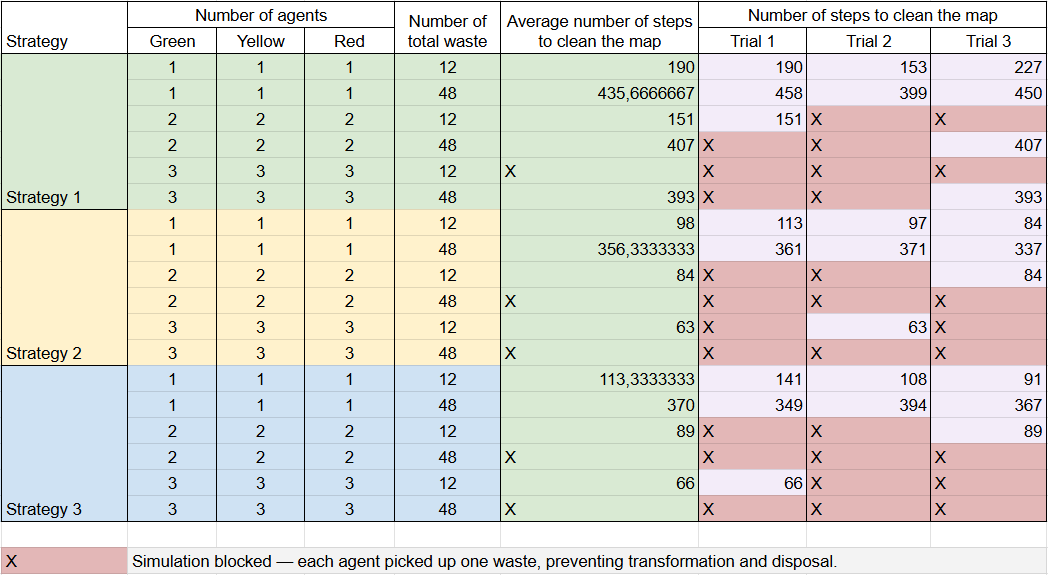 Strategy Number of agents Number of total waste Average number of steps to clean the map Number of steps to clean the map
Green Yellow Red Trial 1 Trial 2 Trial 3
1 1 1 12 190 190 153 227
1 1 1 48 435,6666667 458 399 450
2 2 2 12 151 151 X X
2 2 2 48 407 X X 407
3 3 3 12 X X X X
Strategy 1 3 3 3 48 393 X X 393
1 1 1 12 98 113 97 84
1 1 1 48 356,3333333 361 371 337
2 2 2 12 84 X X 84
2 2 2 48 X X X X
3 3 3 12 63 X 63 X
Strategy 2 3 3 3 48 X X X X
1 1 1 12 113,3333333 141 108 91
1 1 1 48 370 349 394 367
2 2 2 12 89 X X 89
2 2 2 48 X X X X
3 3 3 12 66 66 X X
Strategy 3 3 3 3 48 X X X X
X Simulation blocked — each agent picked up one waste, preventing transformation and disposal.